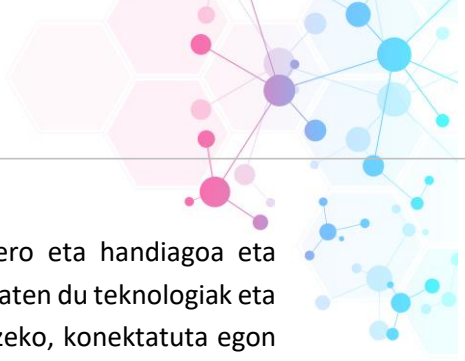 ero eta handiagoa eta
aten du teknologiak eta
zeko, konektatuta egon